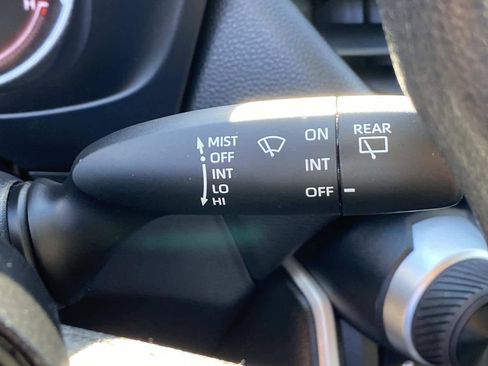 H
MIST
OFF
INT
LO
HI
ON
INT
OFF
REAR